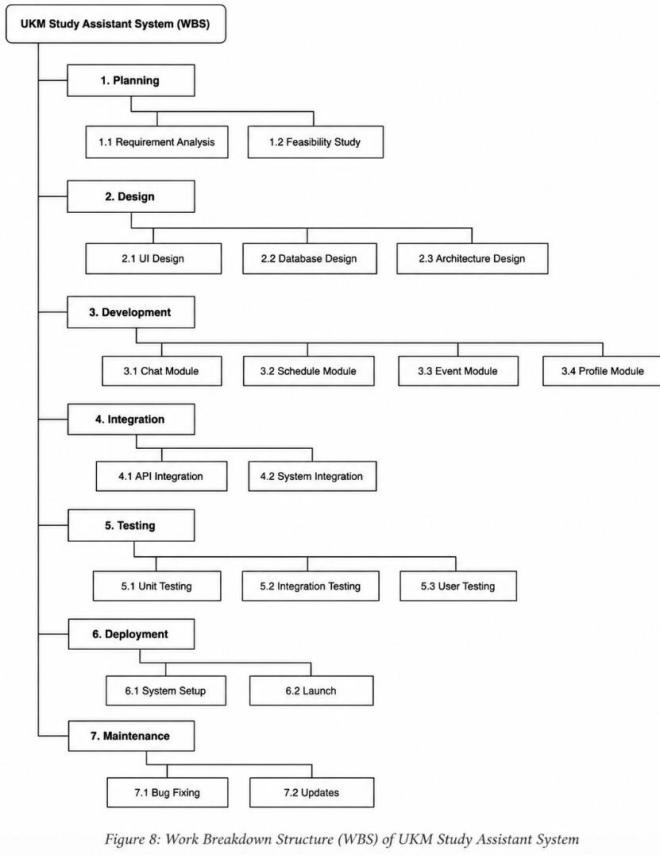 UKM Study Assistant System (WBS)
1. Planning
1.1 Requirement Analysis
1.2 Feasibility Study
2. Design
2.1 UI Design
2.2 Database Design
2.3 Architecture Design
3. Development
3.1 Chat Module
3.2 Schedule Module
3.3 Event Module
3.4 Profile Module
4. Integration
4.1 API Integration
4.2 System Integration
5. Testing
5.1 Unit Testing
5.2 Integration Testing
5.3 User Testing
6. Deployment
6.1 System Setup
6.2 Launch
7. Maintenance
7.1 Bug Fixing
7.2 Updates
Figure 8: Work Breakdown Structure (WBS) of UKM Study Assistant System